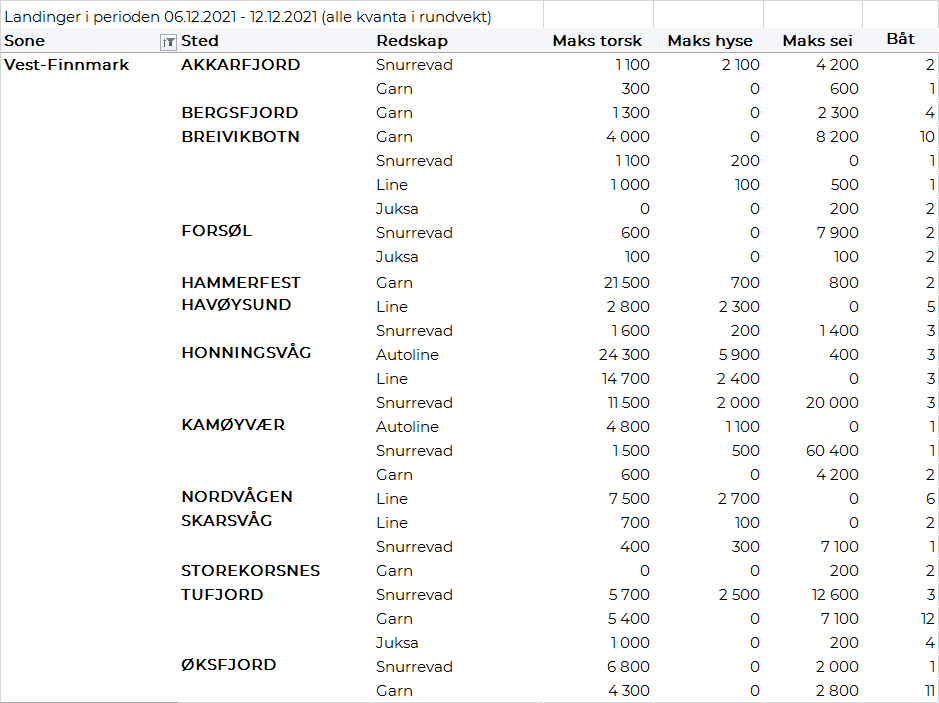 Landinger i perioden 06.12.2021 - 12.12.2021 (alle kvanta i rundvekt)
Sone Sted Redskap Maks torsk Maks hyse Maks sei Båt
Vest-Finnmark AKKARFJORD Snurrevad 1 100 2 100 4 200 2
Garn 300 0 600 1
BERGSFJORD Garn 1 300 0 2 300 4
BREIVIKBOTN Garn 4 000 0 8 200 10
Snurrevad 1 100 200 0 1
Line 1 000 100 500 1
Juksa 0 0 200 2
FORSØL Snurrevad 600 0 7 900 2
Juksa 100 0 100 2
HAMMERFEST Garn 21 500 700 800 2
HAVØYSUND Line 2 800 2 300 0 5
Snurrevad 1 600 200 1 400 3
HONNINGSVÅG Autoline 24 300 5 900 400 3
Line 14 700 2 400 0 3
Snurrevad 11 500 2 000 20 000 3
KAMØYVÆR Autoline 4 800 1 100 0 1
Snurrevad 1 500 500 60 400 1
Garn 600 0 4 200 2
NORDVÅGEN Line 7 500 2 700 0 6
SKARSVÅG Line 700 100 0 2
Snurrevad 400 300 7 100 1
STOREKORSNES Garn 0 0 200 2
TUFJORD Snurrevad 5 700 2 500 12 600 3
Garn 5 400 0 7 100 12
Juksa 1 000 0 200 4
ØKSFJORD Snurrevad 6 800 0 2 000 1
Garn 4 300 0 2 800 11